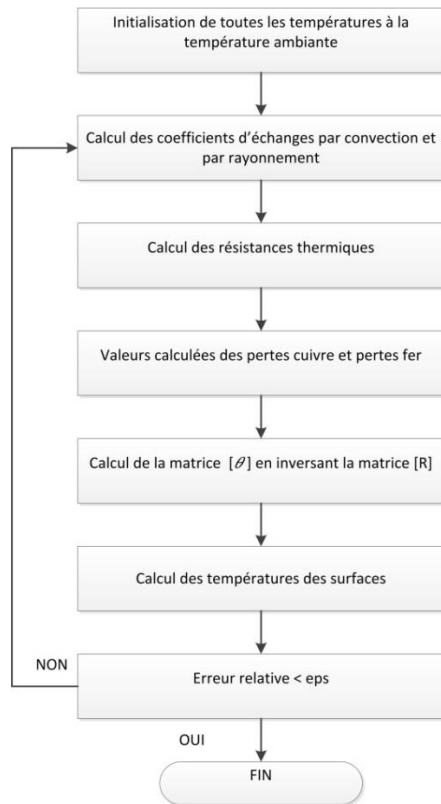 Initialisation de toutes les températures à la
température ambiante
Calcul des coefficients d'échanges par convection et
par rayonnement
Calcul des résistances thermiques
Valeurs calculées des pertes cuivre et pertes fer
Calcul de la matrice [θ] en inversant la matrice [R]
Calcul des températures des surfaces
NON
Erreur relative < eps
OUI
FIN